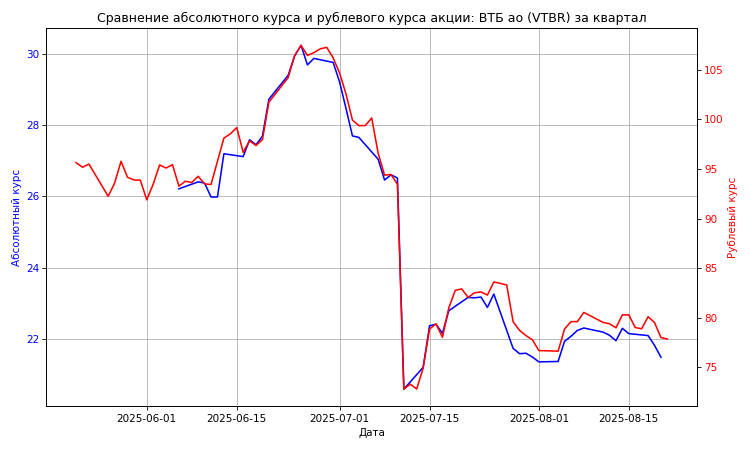 Сравнение абсолютного курса и рублевого курса акции: ВТБ ао (VTBR) за квартал
30
28
26
24
22
Абсолютный курс
105
100
95
90
85
80
75
Рублевый курс
2025-06-01 2025-06-15 2025-07-01 2025-07-15 2025-08-01 2025-08-15
Дата